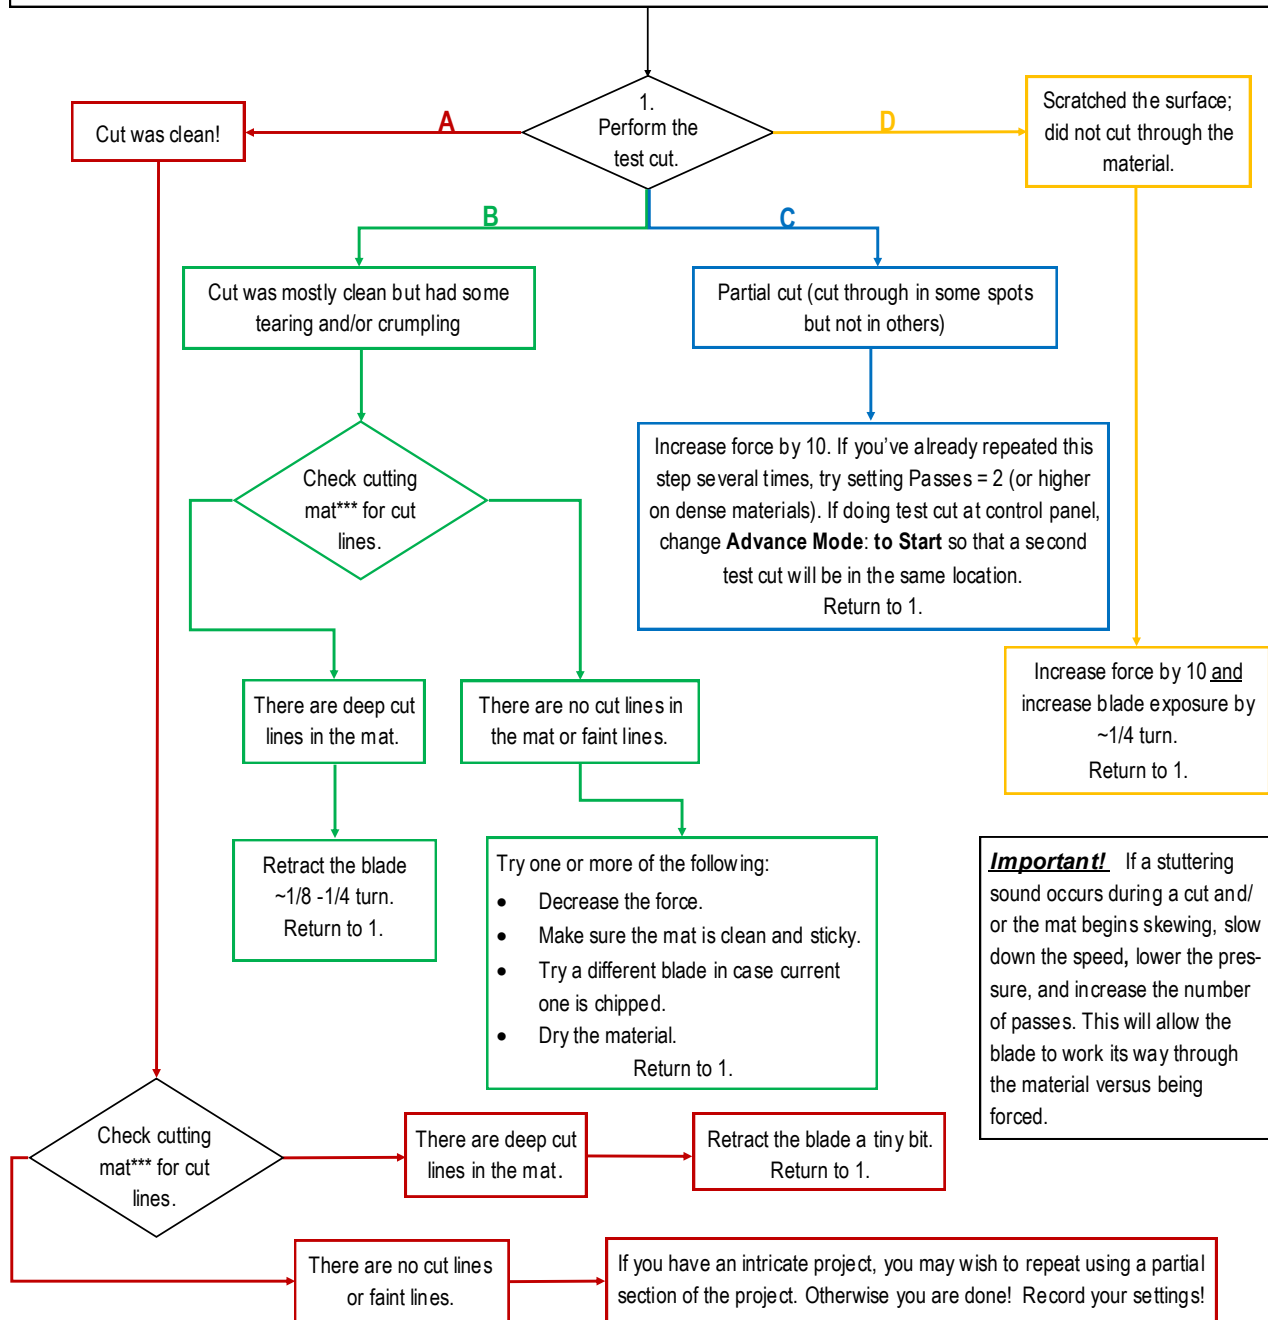 1.
Perform the
test cut.
A
D
Cut was clean!
Scratched the surface;
did not cut through the
material.
B
C
Cut was mostly clean but had some
tearing and/or crumpling
Partial cut (cut through in some spots
but not in others)
Check cutting
mat*** for cut
lines.
Increase force by 10. If you’ve already repeated this
step several times, try setting Passes = 2 (or higher
on dense materials). If doing test cut at control panel,
change Advance Mode: to Start so that a second
test cut will be in the same location.
Return to 1.
There are deep cut
lines in the mat.
There are no cut lines in
the mat or faint lines.
Increase force by 10 and
increase blade exposure by
~1/4 turn.
Return to 1.
Retract the blade
~1/8 -1/4 turn.
Return to 1.
Try one or more of the following:
• Decrease the force.
• Make sure the mat is clean and sticky.
• Try a different blade in case current
one is chipped.
• Dry the material.
Return to 1.
Important! If a stuttering
sound occurs during a cut and/
or the mat begins skewing, slow
down the speed, lower the pres-
sure, and increase the number
of passes. This will allow the
blade to work its way through
the material versus being
forced.
Check cutting
mat*** for cut
lines.
There are deep cut
lines in the mat.
Retract the blade a tiny bit.
Return to 1.
There are no cut lines
or faint lines.
If you have an intricate project, you may wish to repeat using a partial
section of the project. Otherwise you are done! Record your settings!